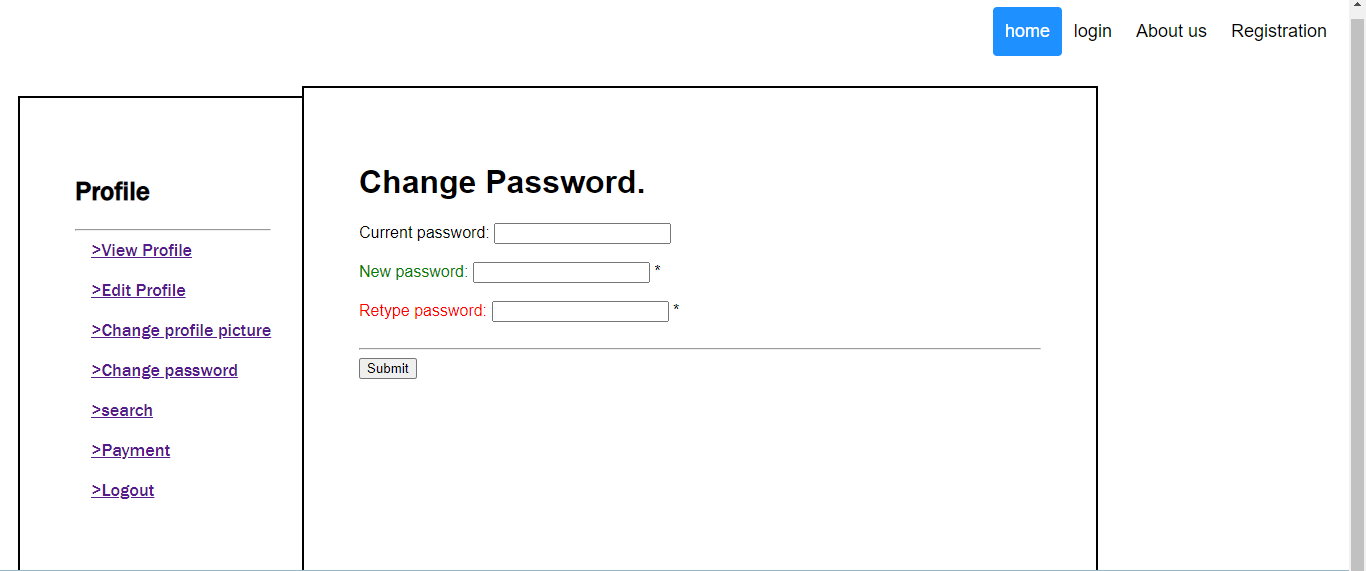 home login About us Registration
Profile
>View Profile
>Edit Profile
>Change profile picture
>Change password
>search
>Payment
>Logout
Change Password.
Current password:
New password: *
Retype password: *
Submit